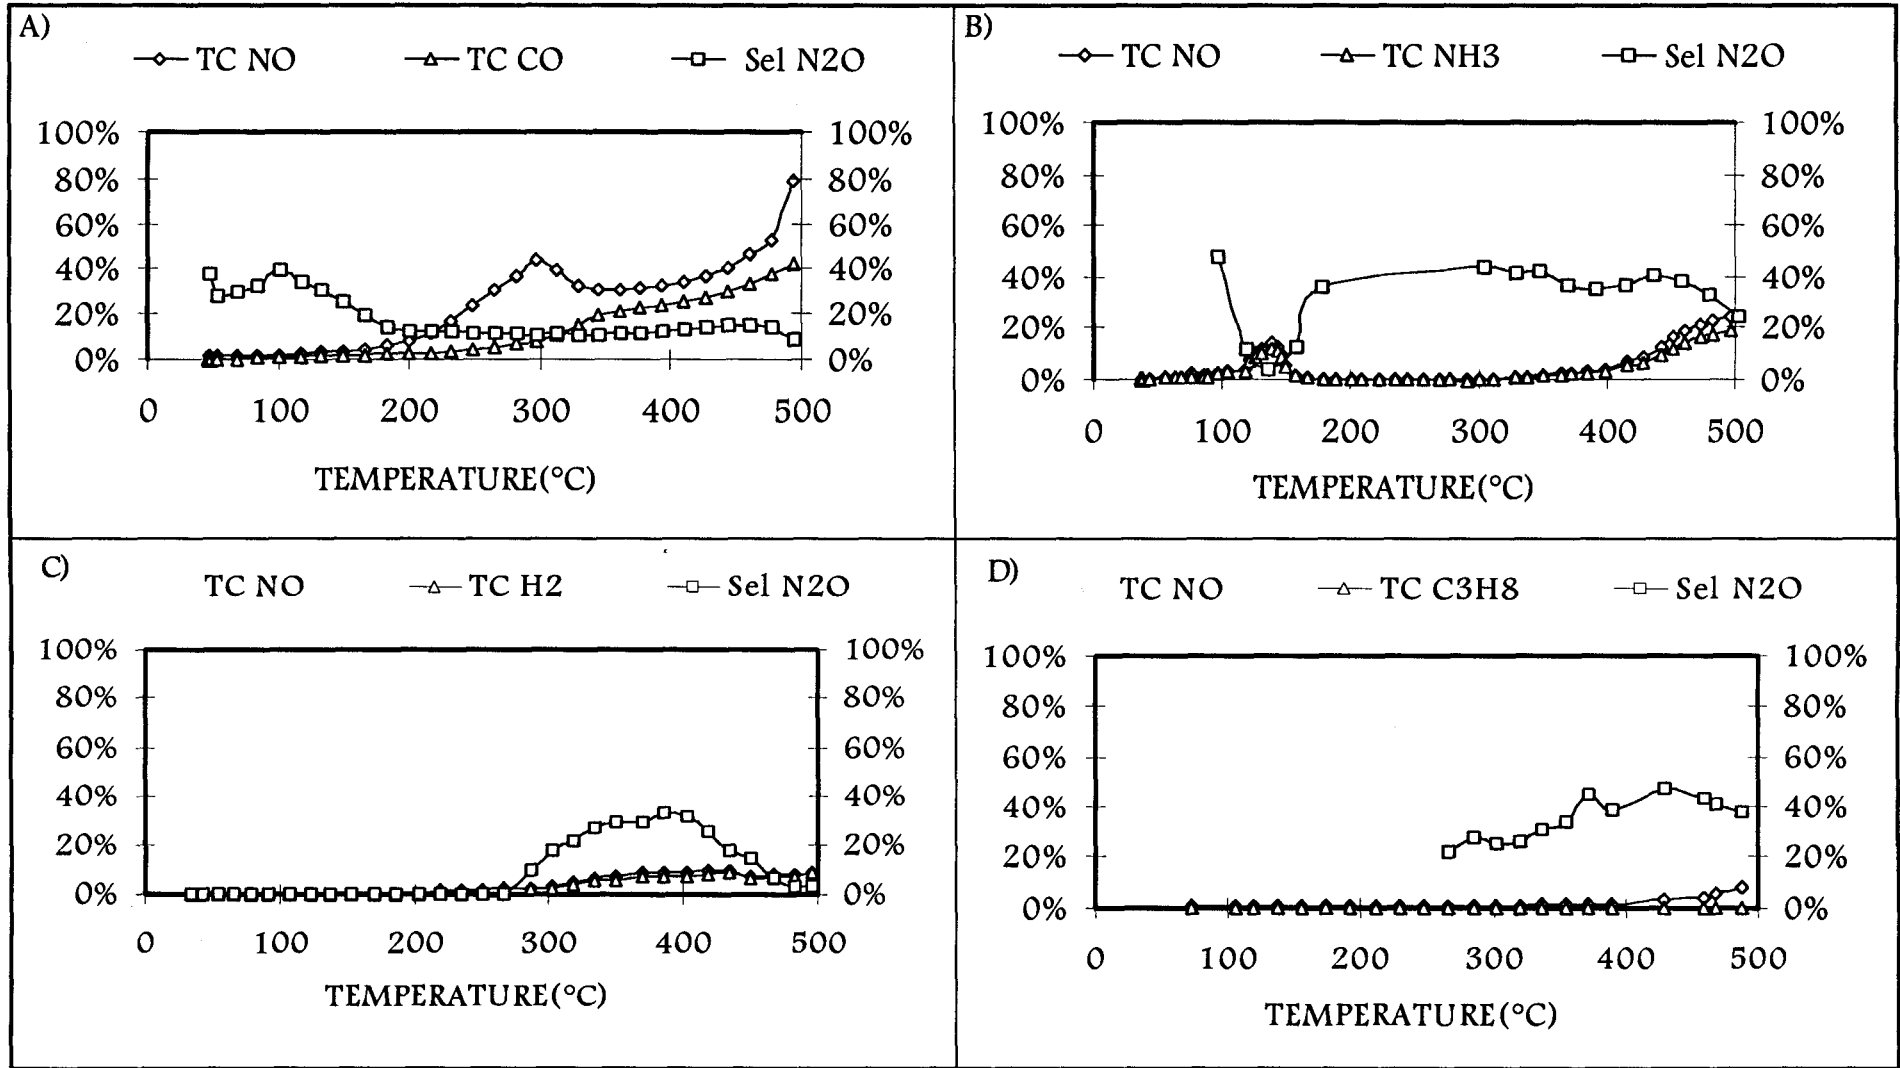 A)
TC NO TC CO Sel N2O
100% 100%
80% 80%
60% 60%
40% 40%
20% 20%
0% 0%
0 100 200 300 400 500
TEMPERATURE(°C)
B)
TC NO TC NH3 Sel N2O
100% 100%
80% 80%
60% 60%
40% 40%
20% 20%
0% 0%
0 100 200 300 400 500
TEMPERATURE(°C)
C)
TC NO TC H2 Sel N2O
100% 100%
80% 80%
60% 60%
40% 40%
20% 20%
0% 0%
0 100 200 300 400 500
TEMPERATURE(°C)
D)
TC NO TC C3H8 Sel N2O
100% 100%
80% 80%
60% 60%
40% 40%
20% 20%
0% 0%
0 100 200 300 400 500
TEMPERATURE(°C)